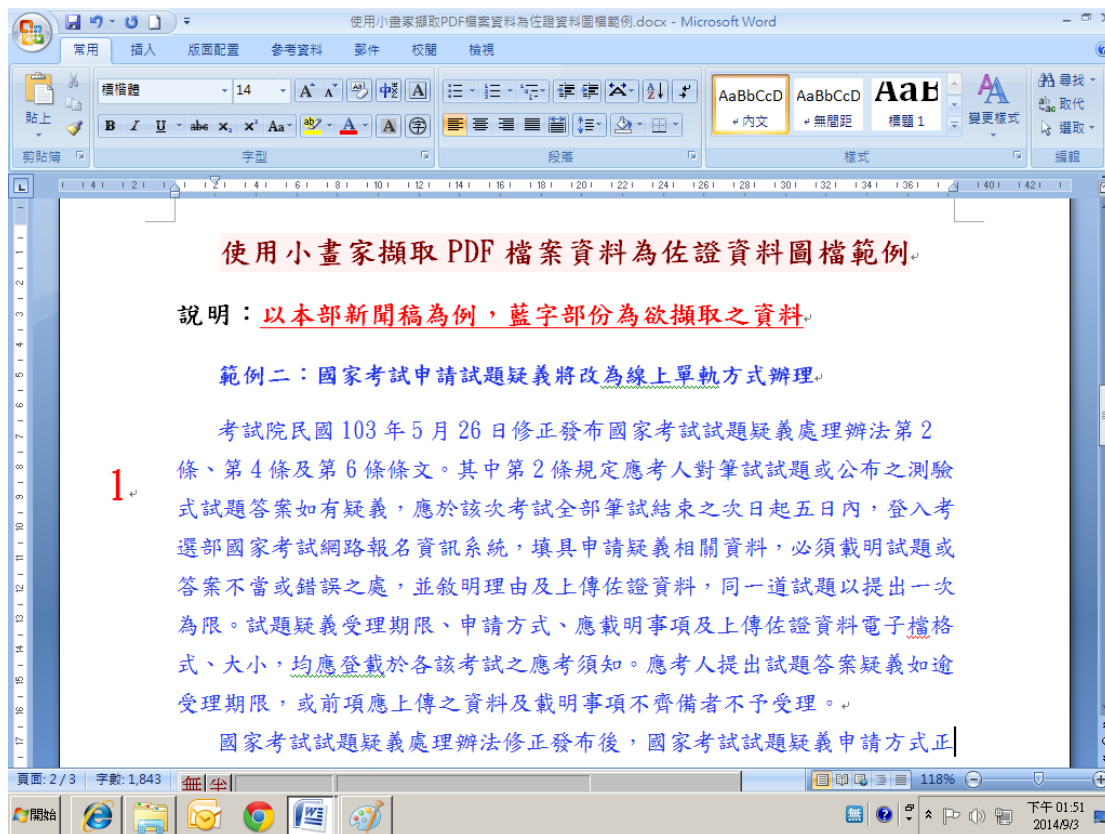 使用小畫家擷取PDF檔案資料為佐證資料圖檔範例.docx - Microsoft Word
常用 插入 版面配置 參考資料 郵件 校閱 檢視
貼上
標楷體 14
B I U abc x₂ x² Aa
AaBbCcD AaBbCcD AaB
內文 無間距 標題 1
變更樣式
尋找
取代
選取
剪貼簿 字型 段落 樣式 編輯
使用小畫家擷取 PDF 檔案資料為佐證資料圖檔範例
說明：以本部新聞稿為例，藍字部份為欲擷取之資料
範例二：國家考試申請試題疑義將改為線上單軌方式辦理
考試院民國 103 年 5 月 26 日修正發布國家考試試題疑義處理辦法第 2
條、第 4 條及第 6 條條文。其中第 2 條規定應考人對筆試試題或公布之測驗
1
式試題答案如有疑義，應於該次考試全部筆試結束之次日起五日內，登入考
選部國家考試網路報名資訊系統，填具申請疑義相關資料，必須載明試題或
答案不當或錯誤之處，並敘明理由及上傳佐證資料，同一道試題以提出一次
為限。試題疑義受理期限、申請方式、應載明事項及上傳佐證資料電子檔格
式、大小，均應登載於各該考試之應考須知。應考人提出試題答案疑義如逾
受理期限，或前項應上傳之資料及載明事項不齊備者不予受理。
國家考試試題疑義處理辦法修正發布後，國家考試試題疑義申請方式正
頁面: 2 / 3 字數: 1,843 無 半 118%
開始 下午 01:51
2014/9/3